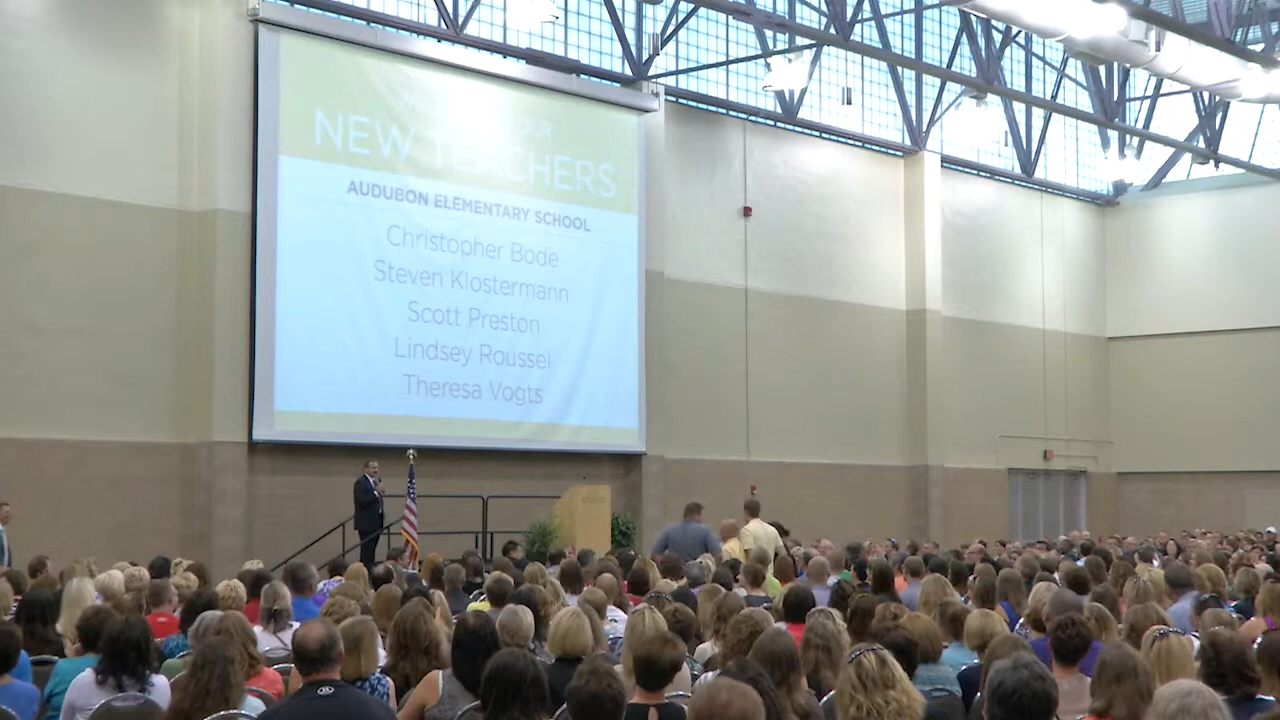 NEW TEACHERS
AUDUBON ELEMENTARY SCHOOL
Christopher Bode
Steven Klostermann
Scott Preston
Lindsey Roussel
Theresa Vogts